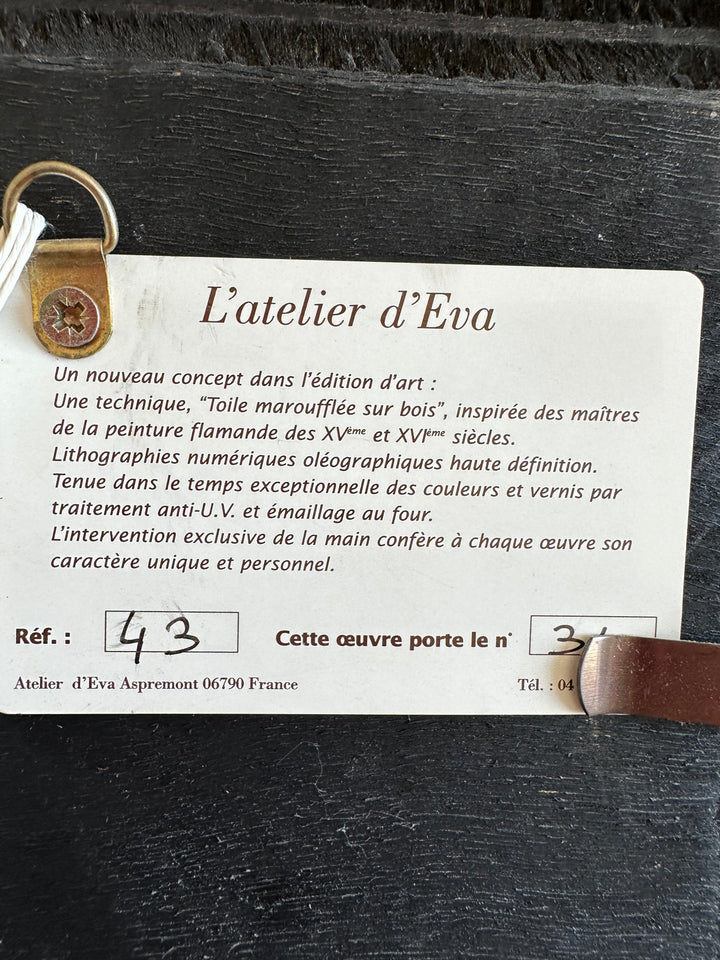 L'atelier d'Eva
Un nouveau concept dans l'édition d'art :
Une technique, “Toile maroufflée sur bois”, inspirée des maîtres
de la peinture flamande des XVème et XVIème siècles.
Lithographies numériques oléographiques haute définition.
Tenue dans le temps exceptionnelle des couleurs et vernis par
traitement anti-U.V. et émaillage au four.
L'intervention exclusive de la main confère à chaque œuvre son
caractère unique et personnel.
Réf. : 43 Cette œuvre porte le n°
Atelier d'Eva Aspremont 06790 France Tél. : 04